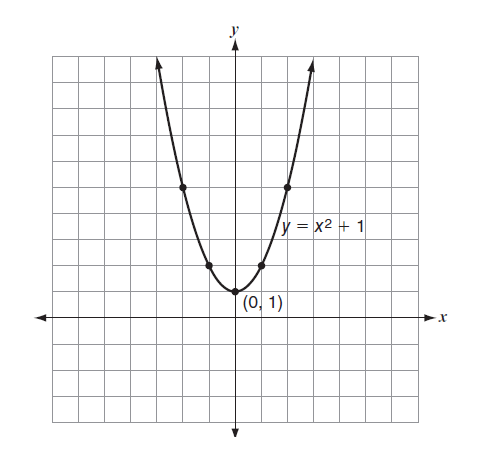 y
y = x² + 1
(0, 1)
x